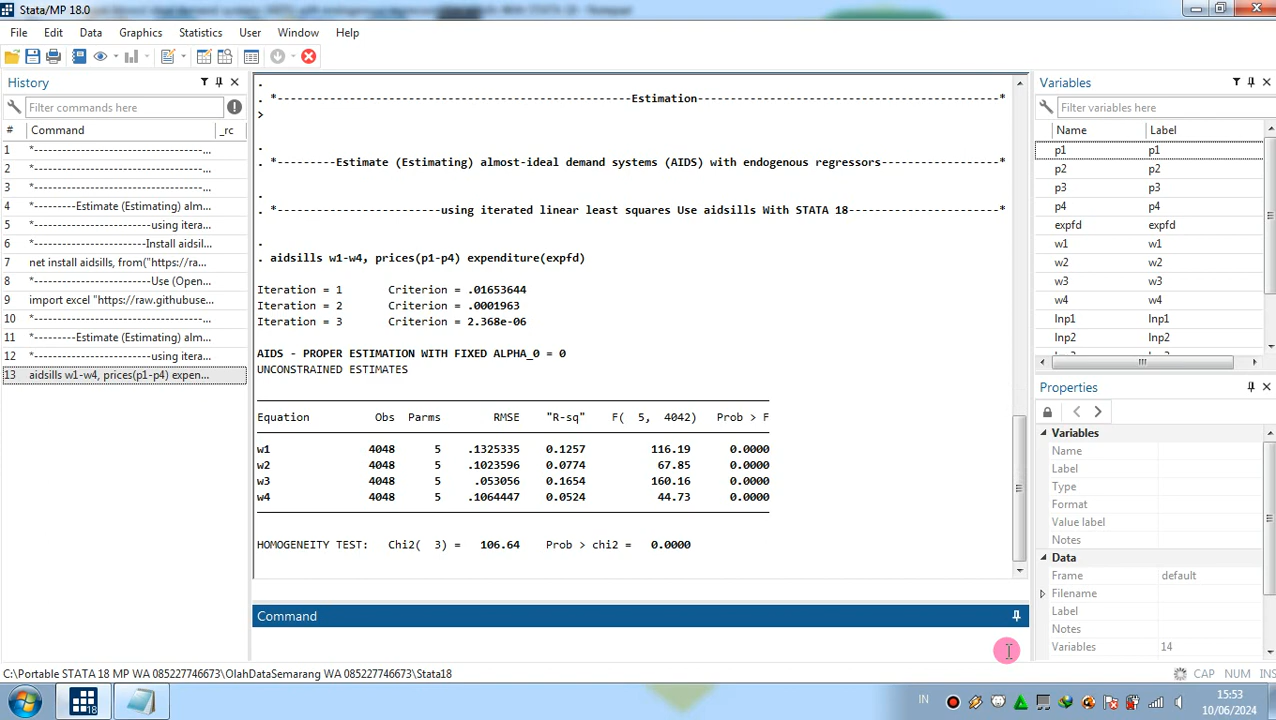 Stata/MP 18.0
File Edit Data Graphics Statistics User Window Help
History
Filter commands here
# Command _rc
1 *----------------------------------...
2 *----------------------------------...
3 *----------------------------------...
4 *---------Estimate (Estimating) alm...
5 *---------------------------using itera...
6 *--------------------------Install aidsil...
7 net install aidsills, from("https://ra...
8 *---------------------------Use (Open...
9 import excel "https://raw.githubuse...
10 *----------------------------------...
11 *---------Estimate (Estimating) alm...
12 *---------------------------using itera...
13 aidsills w1-w4, prices(p1-p4) expen...
.
. *------------------------------------------------------Estimation----------------------------------------------*
>
.
. *---------Estimate (Estimating) almost-ideal demand systems (AIDS) with endogenous regressors------------------*
.
. *-------------------------using iterated linear least squares Use aidsills With STATA 18-----------------------*
.
. aidsills w1-w4, prices(p1-p4) expenditure(expfd)
Iteration = 1 Criterion = .01653644
Iteration = 2 Criterion = .0001963
Iteration = 3 Criterion = 2.368e-06
AIDS - PROPER ESTIMATION WITH FIXED ALPHA_0 = 0
UNCONSTRAINED ESTIMATES
Equation Obs Parms RMSE "R-sq" F( 5, 4042) Prob > F
w1 4048 5 .1325335 0.1257 116.19 0.0000
w2 4048 5 .1023596 0.0774 67.85 0.0000
w3 4048 5 .053056 0.1654 160.16 0.0000
w4 4048 5 .1064447 0.0524 44.73 0.0000
HOMOGENEITY TEST: Chi2( 3) = 106.64 Prob > chi2 = 0.0000
Command
Variables
Filter variables here
Name Label
p1 p1
p2 p2
p3 p3
p4 p4
expfd expfd
w1 w1
w2 w2
w3 w3
w4 w4
lnp1 lnp1
lnp2 lnp2
Properties
Variables
Name
Label
Type
Format
Value label
Notes
Data
Frame default
Filename
Label
Notes
Variables 14
C:\Portable STATA 18 MP WA 085227746673\OlahDataSemarang WA 085227746673\Stata18
CAP NUM INS
18
IN
15:53
10/06/2024